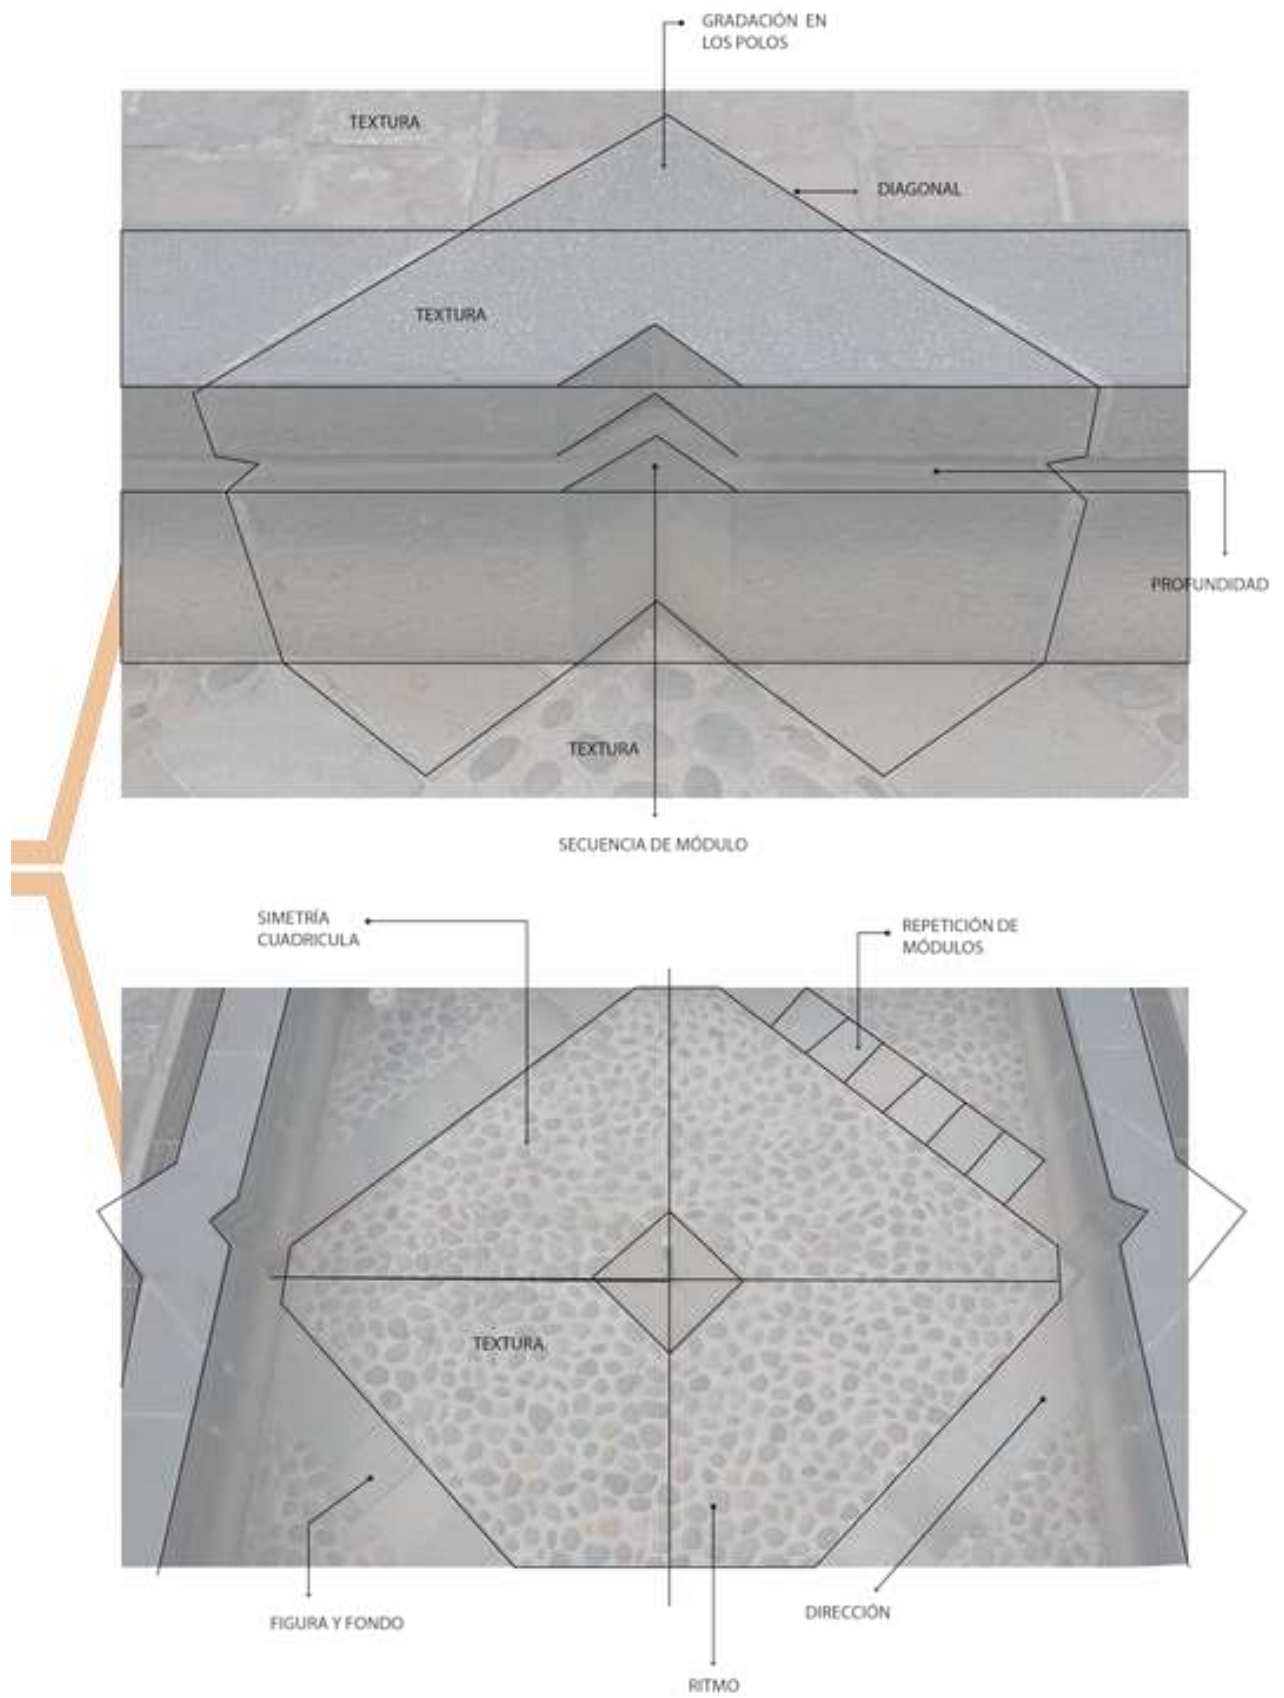 GRADACIÓN EN
LOS POLOS
TEXTURA
DIAGONAL
TEXTURA
PROFUNDIDAD
TEXTURA
SECUENCIA DE MÓDULO
SIMETRÍA
CUADRICULA
REPETICIÓN DE
MÓDULOS
TEXTURA
FIGURA Y FONDO
DIRECCIÓN
RITMO